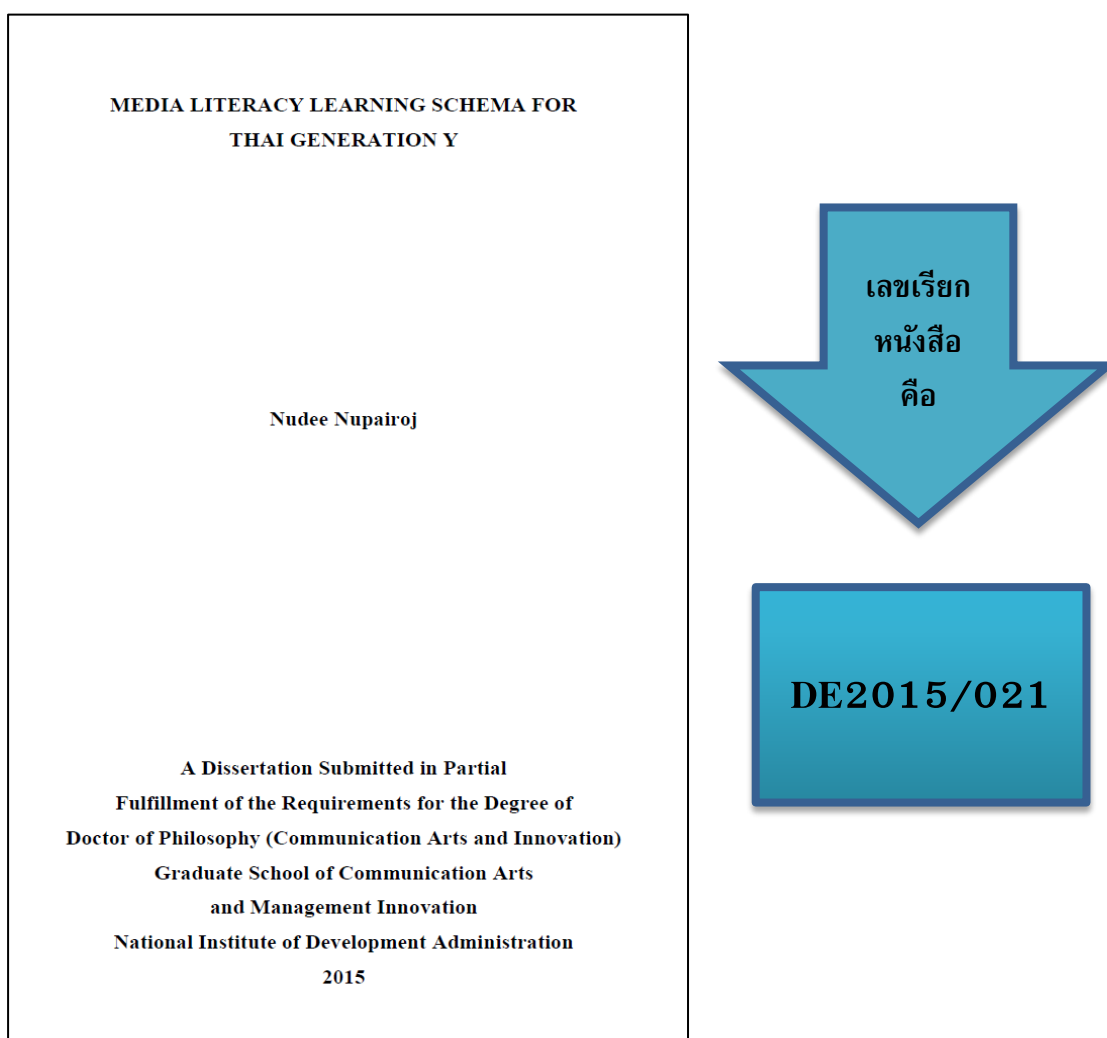 MEDIA LITERACY LEARNING SCHEMA FOR
THAI GENERATION Y
Nudee Nupairoj
A Dissertation Submitted in Partial
Fulfillment of the Requirements for the Degree of
Doctor of Philosophy (Communication Arts and Innovation)
Graduate School of Communication Arts
and Management Innovation
National Institute of Development Administration
2015
เลขเรียก
หนังสือ
คือ
DE2015/021